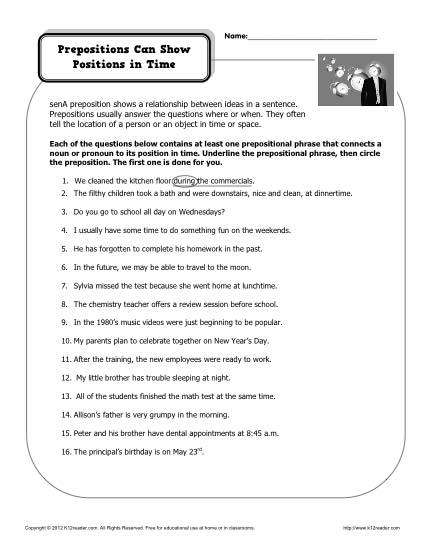 Name:
Prepositions Can Show
Positions in Time
senA preposition shows a relationship between ideas in a sentence.
Prepositions usually answer the questions where or when. They can often
tell the location of a person or an object in time or space.
Each of the questions below contains at least one prepositional phrase that connects a
noun or pronoun to its position in time. Underline the prepositional phrase, then circle
the preposition. The first one is done for you.
1. We cleaned the kitchen floor during the commercials.
2. The filthy children took a bath and were downstairs, nice and clean, at dinnertime.
3. Do you go to school all day on Wednesdays?
4. I usually have some time to do something fun on the weekends.
5. He has forgotten to complete his homework in the past.
6. In the future, we may be able to travel to the moon.
7. Sylvia missed the test because she went home at lunchtime.
8. The chemistry teacher offers a review session before school.
9. In the 1980's music videos were just beginning to be popular.
10. My parents plan to celebrate together on New Year's Day.
11. After the training, the new employees were ready to work.
12. My little brother has trouble sleeping at night.
13. All of the students finished the math test at the same time.
14. Allison's father is very grumpy in the morning.
15. Peter and his brother have dental appointments at 8:45 a.m.
16. The principal's birthday is on May 23rd.
Copyright © 2012 K12reader.com. All Rights Reserved. Free for educational use at home or in classrooms.
http://www.k12reader.com